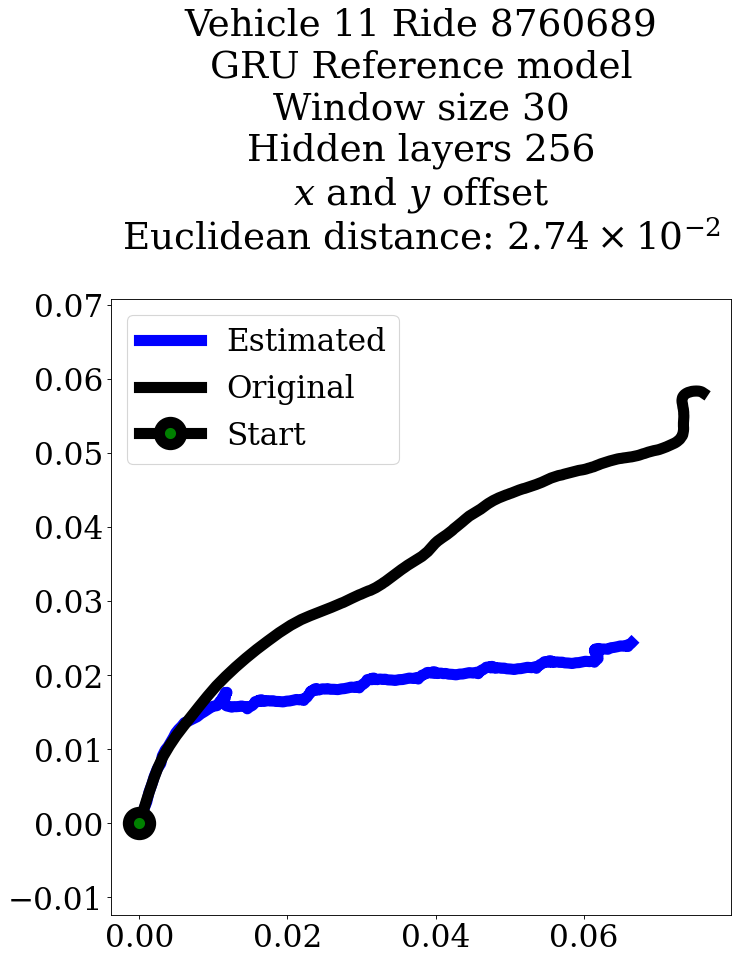 Vehicle 11 Ride 8760689
GRU Reference model
Window size 30
Hidden layers 256
x and y offset
Euclidean distance: 2.74 × 10⁻²
0.07
0.06
0.05
0.04
0.03
0.02
0.01
0.00
−0.01
Estimated
Original
Start
0.00 0.02 0.04 0.06